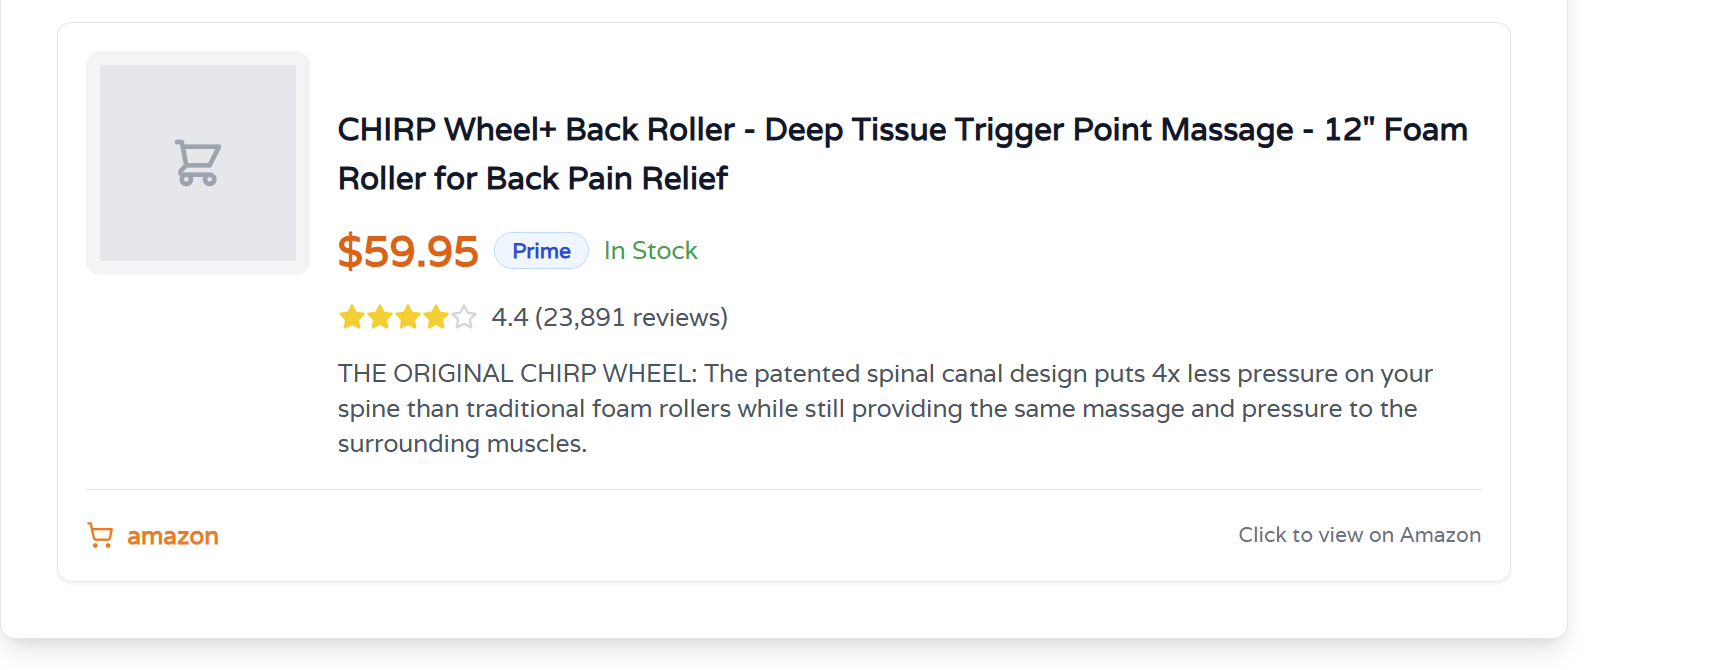 CHIRP Wheel+ Back Roller - Deep Tissue Trigger Point Massage - 12" Foam
Roller for Back Pain Relief
$59.95 Prime In Stock
4.4 (23,891 reviews)
THE ORIGINAL CHIRP WHEEL: The patented spinal canal design puts 4x less pressure on your
spine than traditional foam rollers while still providing the same massage and pressure to the
surrounding muscles.
amazon Click to view on Amazon